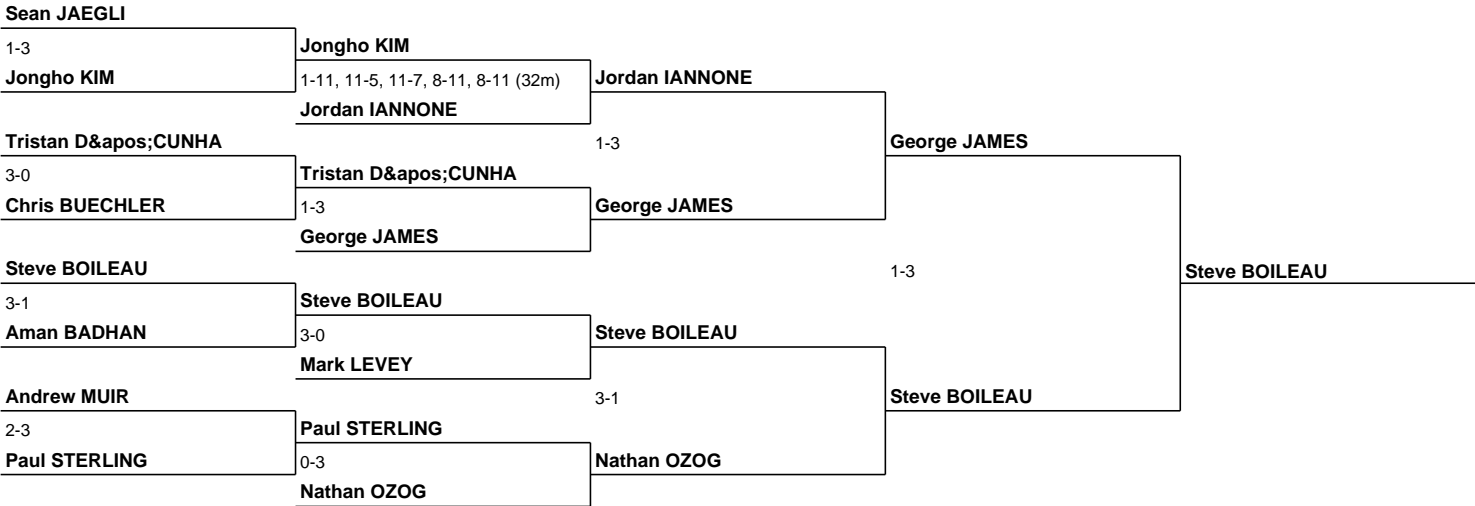 Sean JAEGLI
1-3
Jongho KIM
Jongho KIM
1-11, 11-5, 11-7, 8-11, 8-11 (32m)
Jordan IANNONE
Jordan IANNONE
Tristan D&apos;CUNHA
3-0
Chris BUECHLER
Tristan D&apos;CUNHA
1-3
George JAMES
1-3
George JAMES
George JAMES
Steve BOILEAU
3-1
Aman BADHAN
Steve BOILEAU
3-0
Mark LEVEY
Steve BOILEAU
Andrew MUIR
2-3
Paul STERLING
Paul STERLING
0-3
Nathan OZOG
3-1
Nathan OZOG
Steve BOILEAU
1-3
Steve BOILEAU